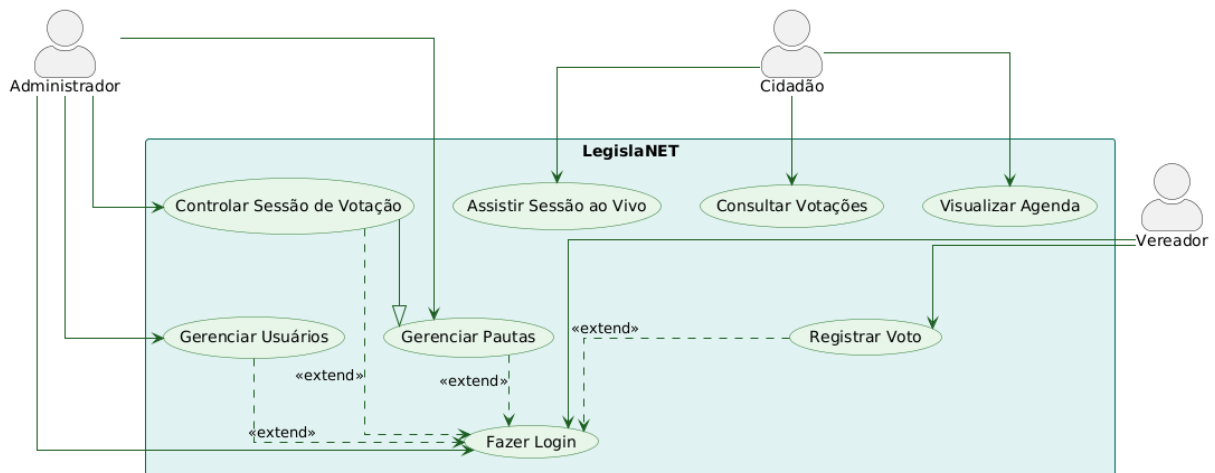 Administrador
Cidadão
LegislaNET
Controlar Sessão de Votação
Assistir Sessão ao Vivo
Consultar Votações
Visualizar Agenda
Vereador
Gerenciar Usuários
Gerenciar Pautas
«extend»
Registrar Voto
«extend»
«extend»
«extend»
Fazer Login